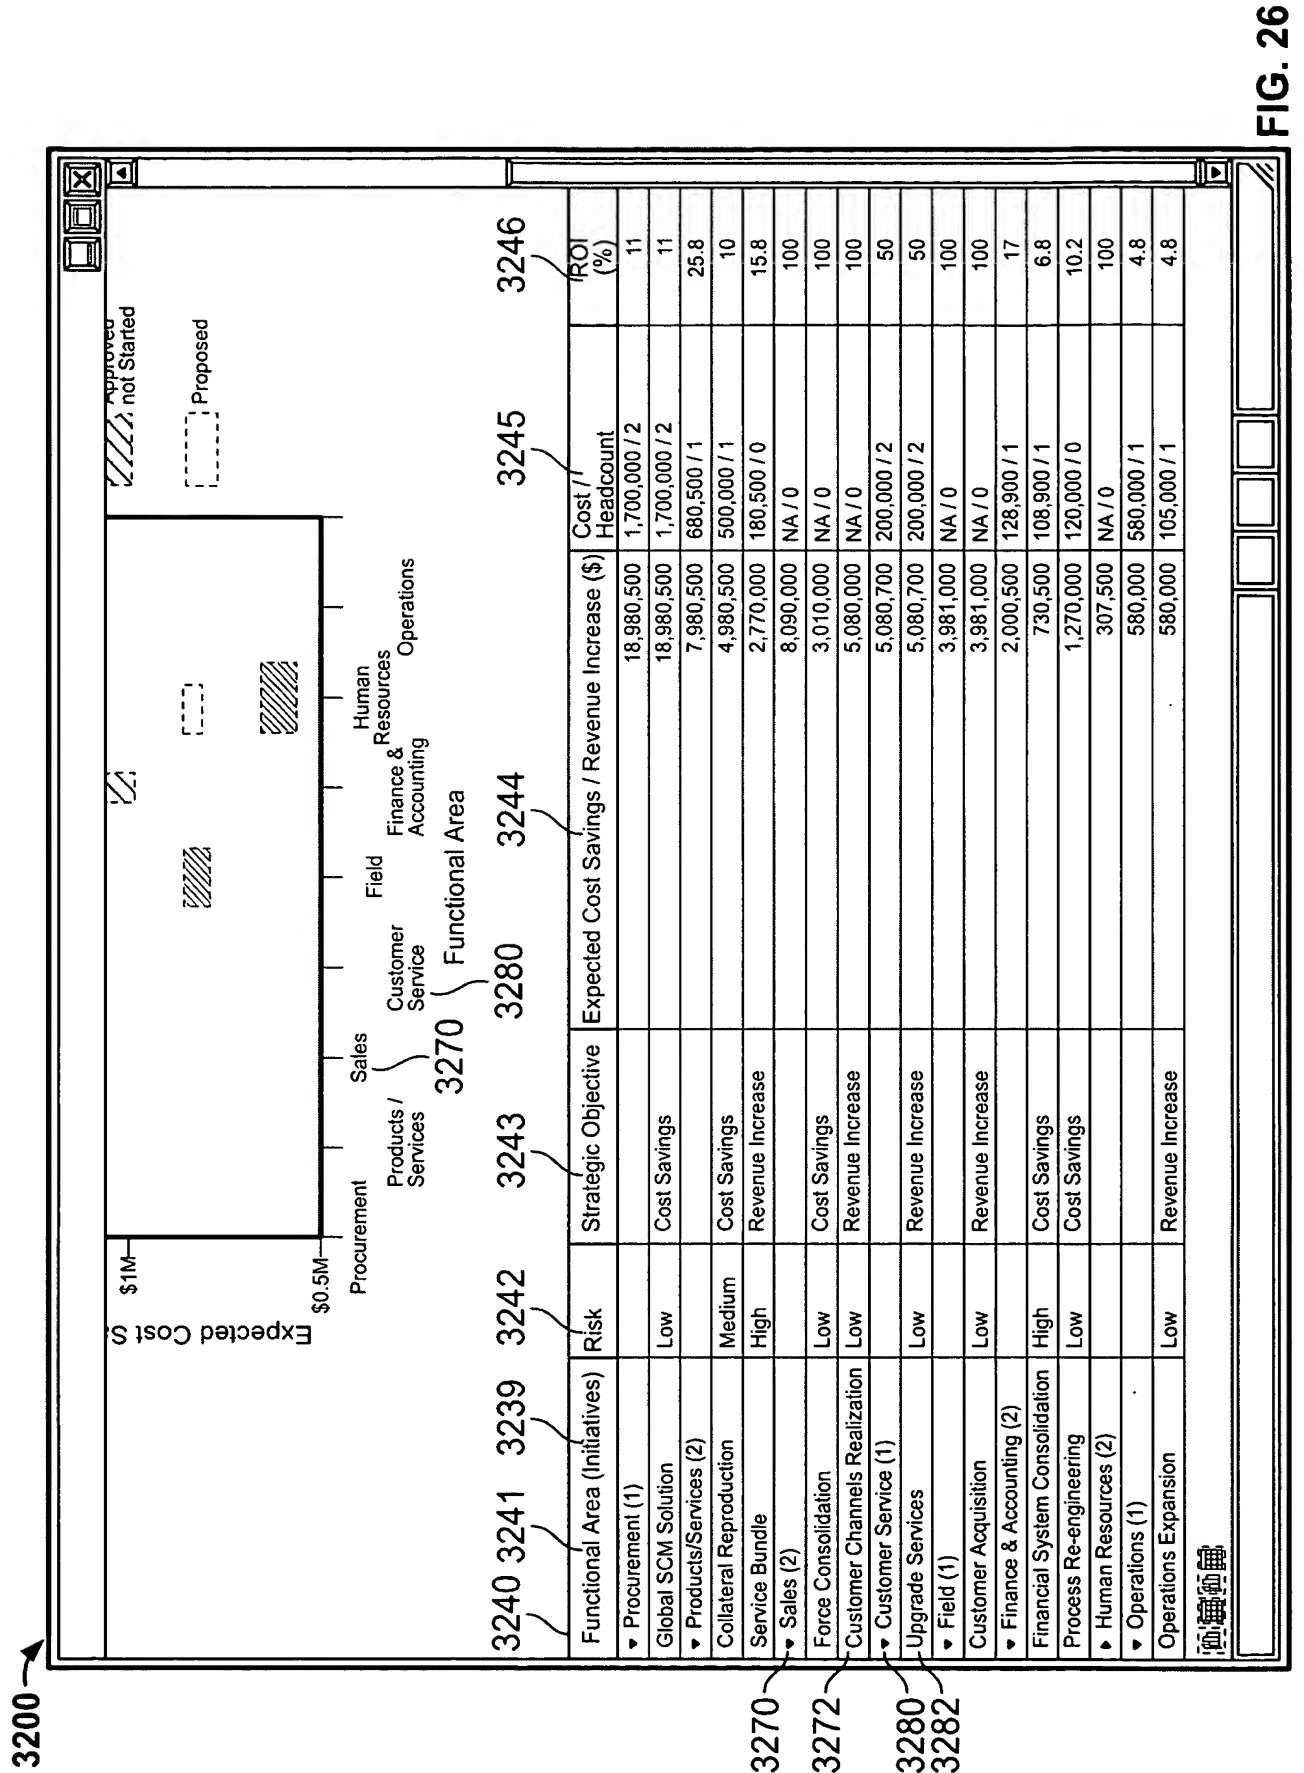 3200
Approved
not Started
Proposed
$1M
$0.5M
Expected Cost S
Procurement
Products /
Services
Sales
3270
Customer
Service
3280
Field
Finance &
Accounting
Human
Resources
Operations
Functional Area
3240 3241 3239 3242 3243 3244 3245 3246
Functional Area (Initiatives) Risk Strategic Objective Expected Cost Savings / Revenue Increase ($) Cost / Headcount ROI (%)
▼ Procurement (1) 18,980,500 1,700,000 / 2 11
Global SCM Solution Low Cost Savings 18,980,500 1,700,000 / 2 11
▼ Products/Services (2) 7,980,500 680,500 / 1 25.8
Collateral Reproduction Medium Cost Savings 4,980,500 500,000 / 1 10
Service Bundle High Revenue Increase 2,770,000 180,500 / 0 15.8
3270 ▼ Sales (2) 8,090,000 NA / 0 100
Force Consolidation Low Cost Savings 3,010,000 NA / 0 100
3272 Customer Channels Realization Low Revenue Increase 5,080,000 NA / 0 100
3280 ▼ Customer Service (1) 5,080,700 200,000 / 2 50
3282 Upgrade Services Low Revenue Increase 5,080,700 200,000 / 2 50
▼ Field (1) 3,981,000 NA / 0 100
Customer Acquisition Low Revenue Increase 3,981,000 NA / 0 100
▼ Finance & Accounting (2) 2,000,500 128,900 / 1 17
Financial System Consolidation High Cost Savings 730,500 108,900 / 1 6.8
Process Re-engineering Low Cost Savings 1,270,000 120,000 / 0 10.2
▶ Human Resources (2) 307,500 NA / 0 100
▼ Operations (1) 580,000 580,000 / 1 4.8
Operations Expansion Low Revenue Increase 580,000 105,000 / 1 4.8
FIG. 26